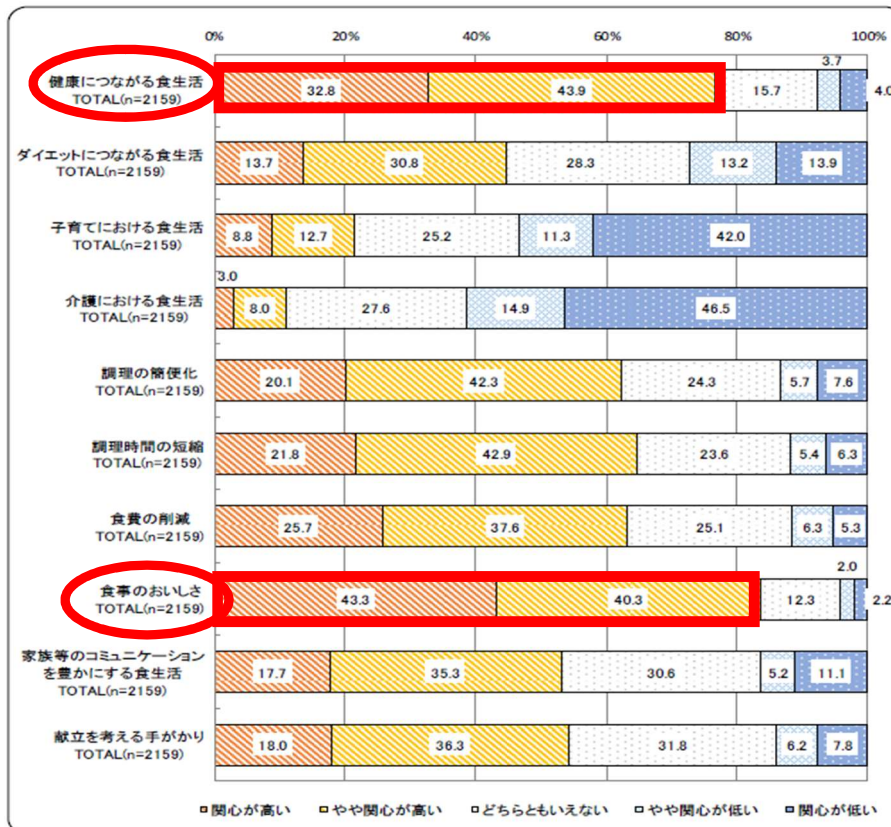 0% 20% 40% 60% 80% 100%
健康につながる食生活
TOTAL(n=2159)
32.8 43.9 15.7 3.7 4.0
ダイエットにつながる食生活
TOTAL(n=2159)
13.7 30.8 28.3 13.2 13.9
子育てにおける食生活
TOTAL(n=2159)
8.8 12.7 25.2 11.3 42.0
介護における食生活
TOTAL(n=2159)
3.0 8.0 27.6 14.9 46.5
調理の簡便化
TOTAL(n=2159)
20.1 42.3 24.3 5.7 7.6
調理時間の短縮
TOTAL(n=2159)
21.8 42.9 23.6 5.4 6.3
食費の削減
TOTAL(n=2159)
25.7 37.6 25.1 6.3 5.3
食事のおいしさ
TOTAL(n=2159)
43.3 40.3 12.3 2.0 2.2
家族等のコミュニケーション
を豊かにする食生活
TOTAL(n=2159)
17.7 35.3 30.6 5.2 11.1
献立を考える手がかり
TOTAL(n=2159)
18.0 36.3 31.8 6.2 7.8
関心が高い やや関心が高い どちらともいえない やや関心が低い 関心が低い